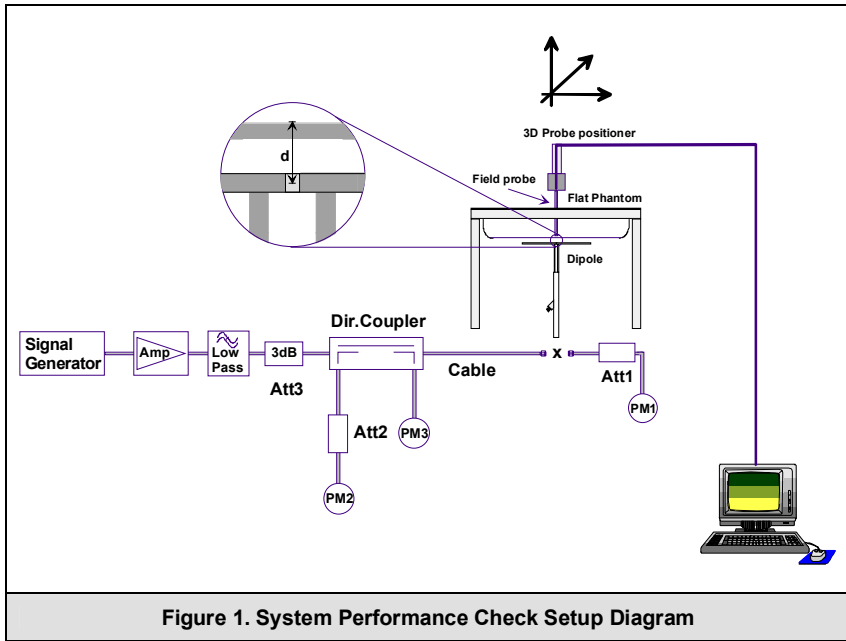 3D Probe positioner
d
Field probe
Flat Phantom
Dipole
Signal
Generator
Amp
Low
Pass
3dB
Att3
Dir.Coupler
Cable
x
Att1
PM1
Att2
PM3
PM2
Figure 1. System Performance Check Setup Diagram